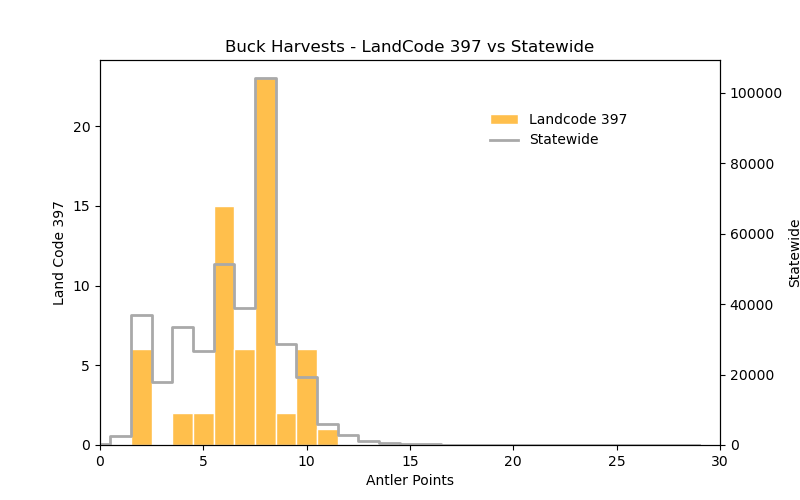 Buck Harvests - LandCode 397 vs Statewide
Land Code 397
20
15
10
5
0
Landcode 397
Statewide
100000
80000
60000
40000
20000
0
Statewide
0 5 10 15 20 25 30
Antler Points